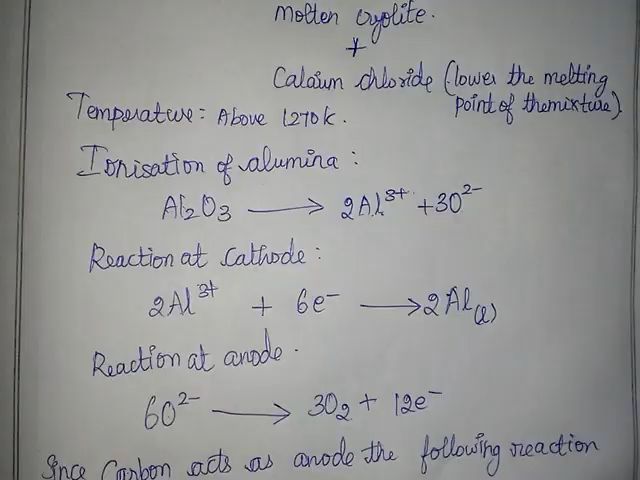 Molten Cryolite.
+
Calcium chloride (lower the melting
point of the mixture)
Temperature: Above 1270K.
Ionisation of alumina:
Al₂O₃ ⟶ 2Al³⁺ + 3O²⁻
Reaction at Cathode:
2Al³⁺ + 6e⁻ ⟶ 2Al(l)
Reaction at anode.
6O²⁻ ⟶ 3O₂ + 12e⁻
Since Carbon acts as anode the following reaction